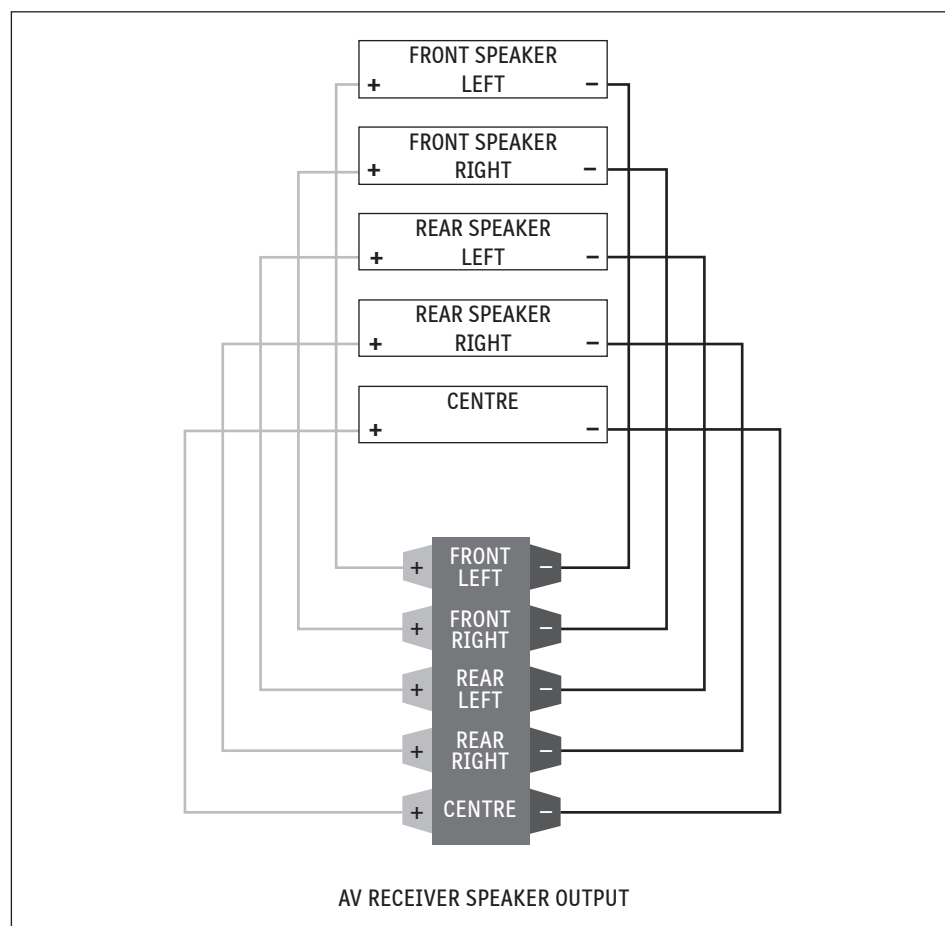 FRONT SPEAKER
LEFT
+ −
FRONT SPEAKER
RIGHT
+ −
REAR SPEAKER
LEFT
+ −
REAR SPEAKER
RIGHT
+ −
CENTRE
+ −
FRONT
LEFT
+ −
FRONT
RIGHT
+ −
REAR
LEFT
+ −
REAR
RIGHT
+ −
+ CENTRE −
AV RECEIVER SPEAKER OUTPUT